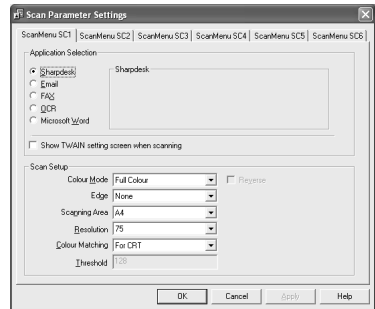 Scan Parameter Settings
ScanMenu SC1 ScanMenu SC2 ScanMenu SC3 ScanMenu SC4 ScanMenu SC5 ScanMenu SC6
Application Selection
Sharpdesk
Email
FAX
OCR
Microsoft Word
Sharpdesk
Show TWAIN setting screen when scanning
Scan Setup
Colour Mode Full Colour Reverse
Edge None
Scanning Area A4
Resolution 75
Colour Matching For CRT
Threshold 128
OK Cancel Apply Help